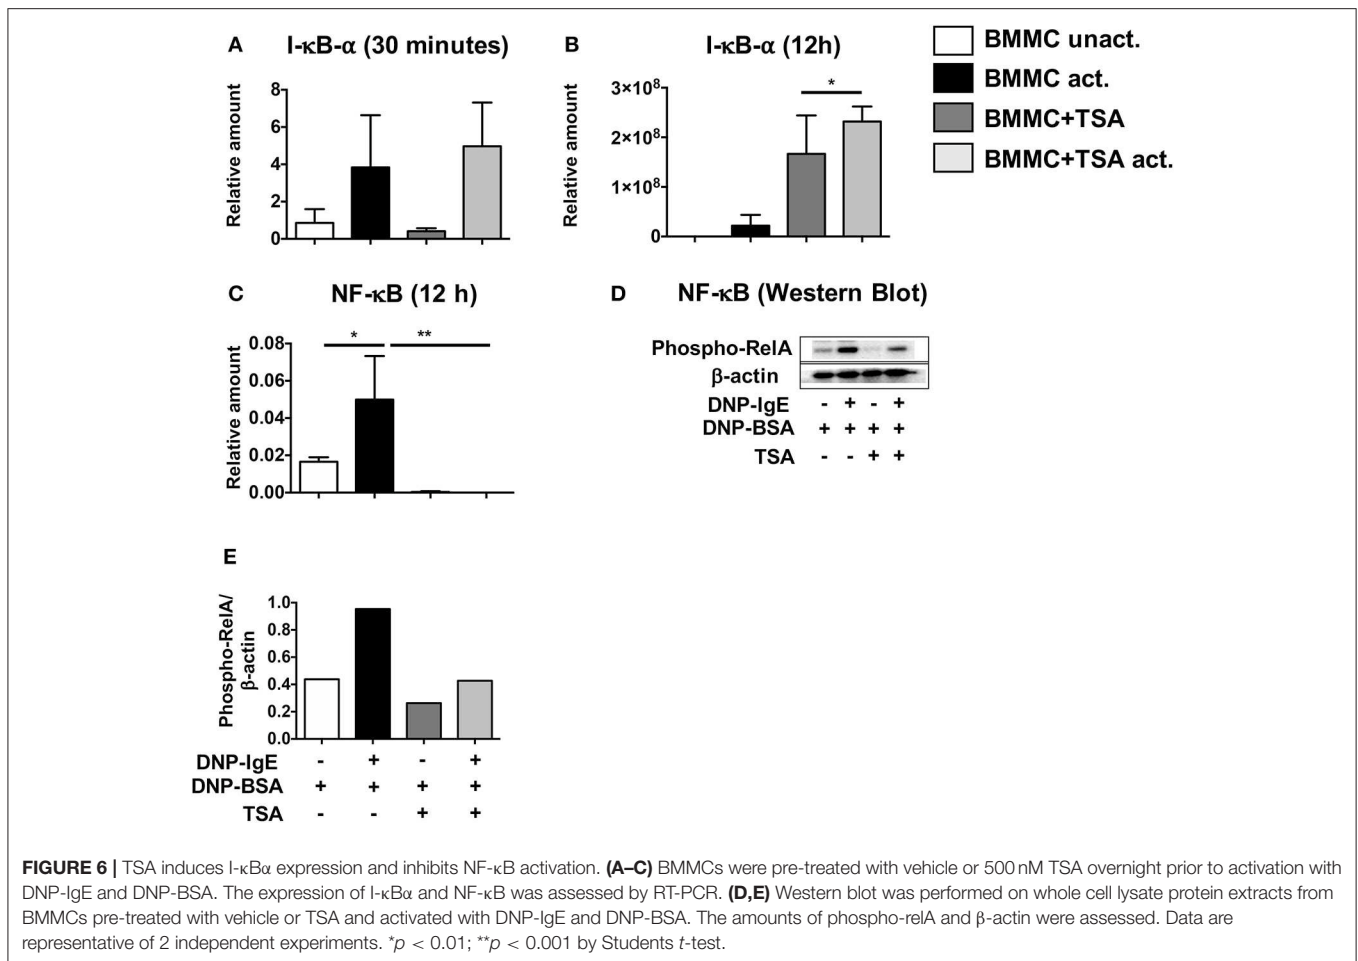 A I-κB-α (30 minutes)
Relative amount
8
6
4
2
0
B I-κB-α (12h)
Relative amount
3×10⁸
2×10⁸
1×10⁸
0
*
BMMC unact.
BMMC act.
BMMC+TSA
BMMC+TSA act.
C NF-κB (12 h)
Relative amount
0.08
0.06
0.04
0.02
0.00
* **
D NF-κB (Western Blot)
Phospho-RelA
β-actin
DNP-IgE - + - +
DNP-BSA + + + +
TSA - - + +
E
Phospho-RelA/
β-actin
1.0
0.8
0.6
0.4
0.2
0.0
DNP-IgE - + - +
DNP-BSA + + + +
TSA - - + +
FIGURE 6 | TSA induces I-κBα expression and inhibits NF-κB activation. (A–C) BMMCs were pre-treated with vehicle or 500 nM TSA overnight prior to activation with
DNP-IgE and DNP-BSA. The expression of I-κBα and NF-κB was assessed by RT-PCR. (D,E) Western blot was performed on whole cell lysate protein extracts from
BMMCs pre-treated with vehicle or TSA and activated with DNP-IgE and DNP-BSA. The amounts of phospho-relA and β-actin were assessed. Data are
representative of 2 independent experiments. *p < 0.01; **p < 0.001 by Students t-test.